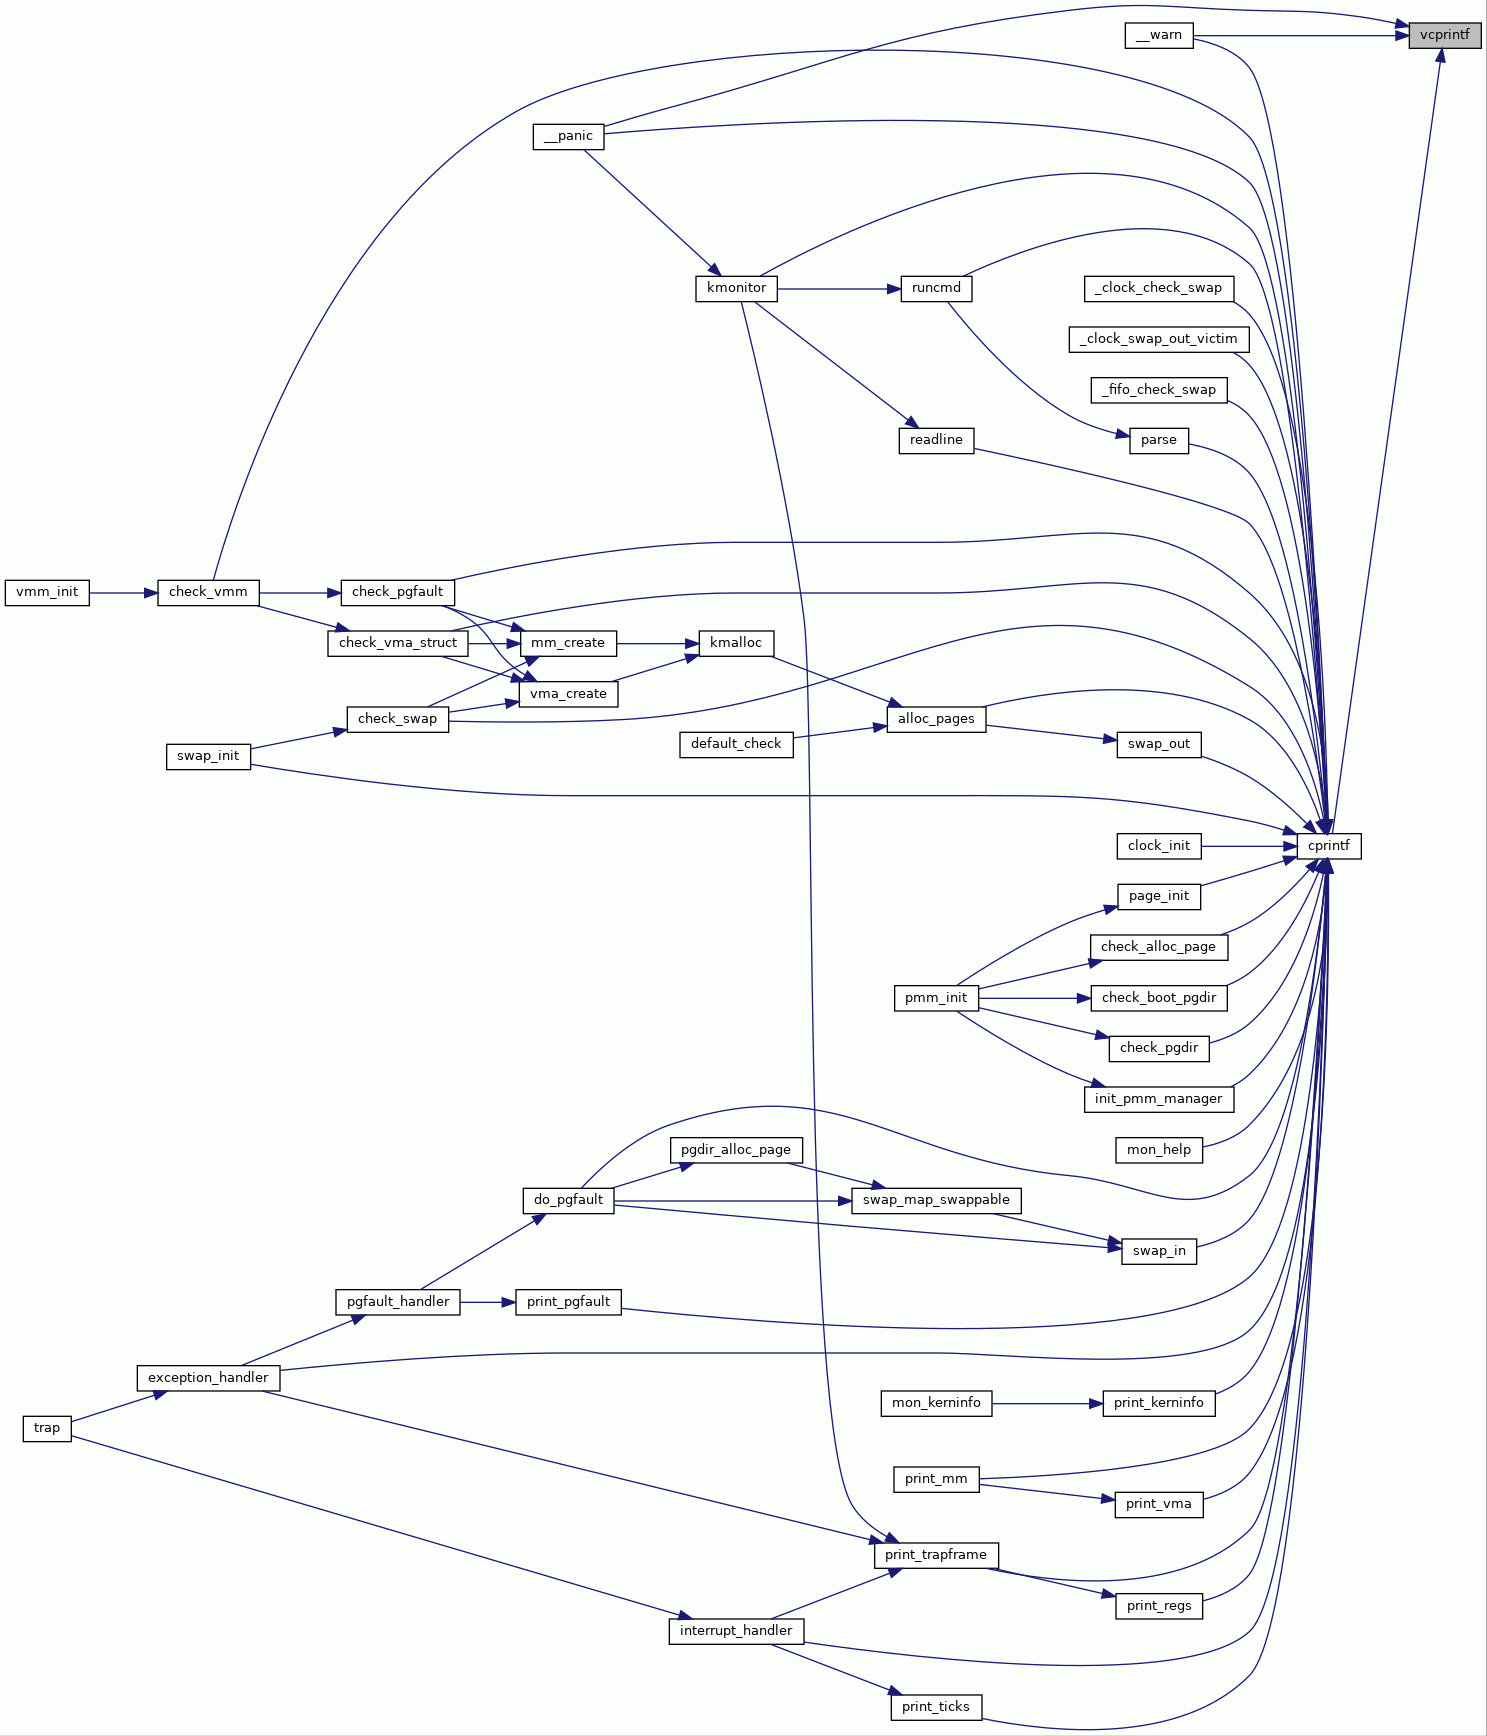 vcprintf
__warn
__panic
kmonitor
runcmd
_clock_check_swap
_clock_swap_out_victim
_fifo_check_swap
readline
parse
vmm_init
check_vmm
check_pgfault
check_vma_struct
mm_create
kmalloc
vma_create
check_swap
alloc_pages
swap_init
default_check
swap_out
clock_init
cprintf
page_init
check_alloc_page
pmm_init
check_boot_pgdir
check_pgdir
init_pmm_manager
mon_help
pgdir_alloc_page
do_pgfault
swap_map_swappable
swap_in
pgfault_handler
print_pgfault
exception_handler
mon_kerninfo
print_kerninfo
trap
print_mm
print_vma
print_trapframe
print_regs
interrupt_handler
print_ticks